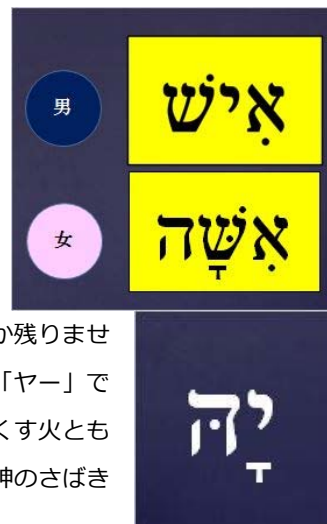 男
אִישׁ
女
אִשָּׁה
か残りませ
「ヤー」で
くす火とも
神のさばき
יָהּ